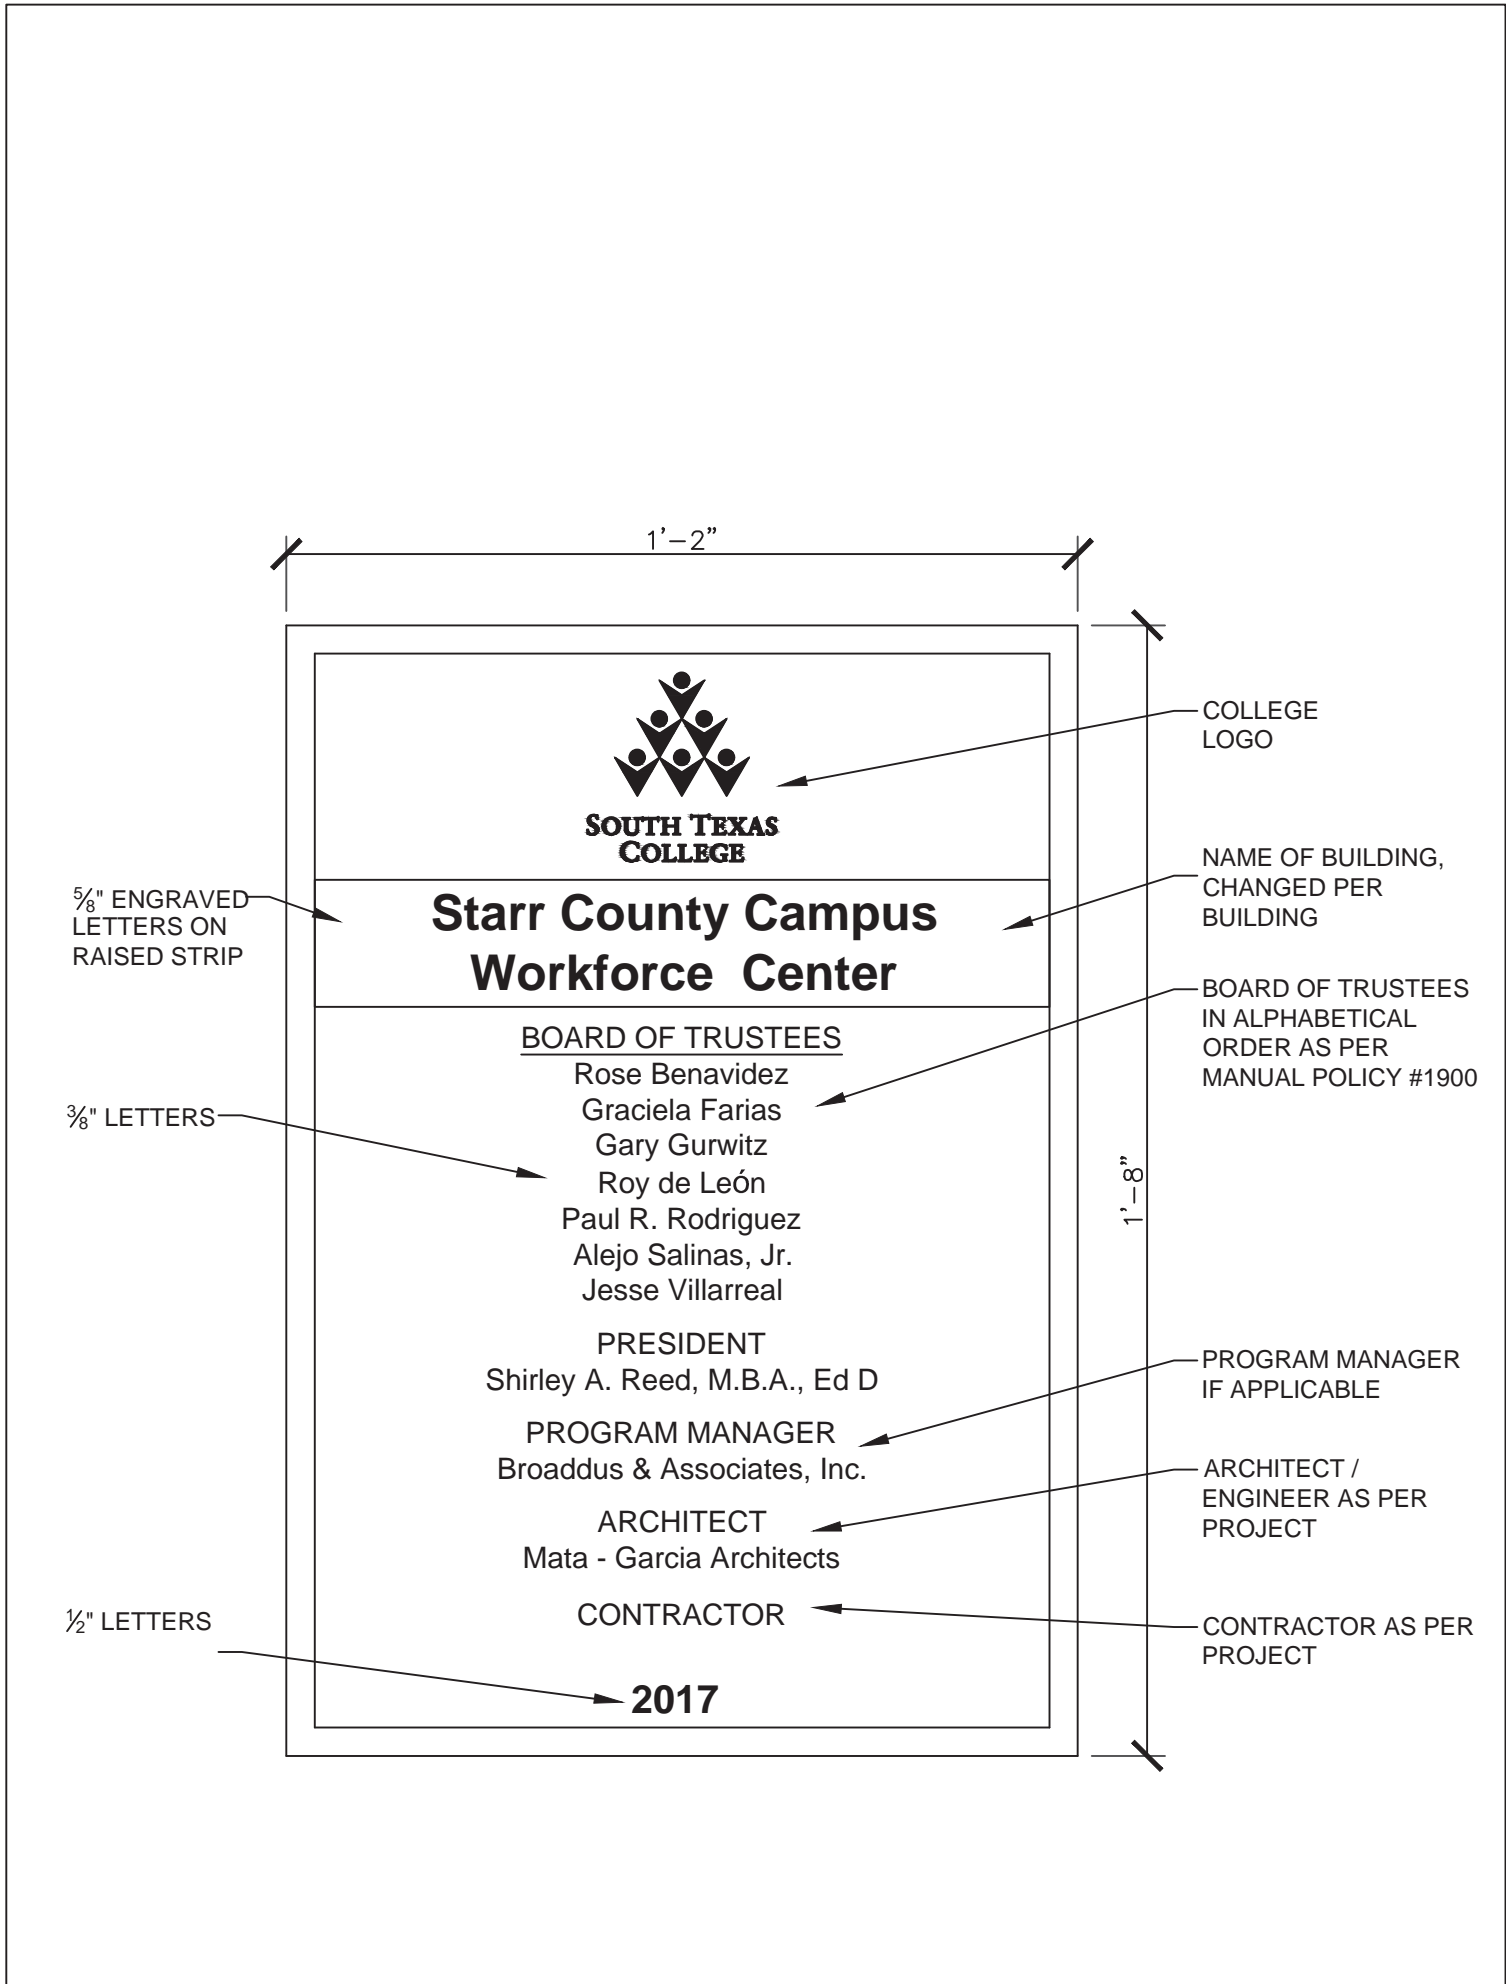 1’–2”
SOUTH TEXAS
COLLEGE
COLLEGE
LOGO
⅝" ENGRAVED
LETTERS ON
RAISED STRIP
Starr County Campus
Workforce Center
NAME OF BUILDING,
CHANGED PER
BUILDING
BOARD OF TRUSTEES
Rose Benavidez
Graciela Farias
Gary Gurwitz
Roy de León
Paul R. Rodriguez
Alejo Salinas, Jr.
Jesse Villarreal
BOARD OF TRUSTEES
IN ALPHABETICAL
ORDER AS PER
MANUAL POLICY #1900
⅜" LETTERS
1’–8”
PRESIDENT
Shirley A. Reed, M.B.A., Ed D
PROGRAM MANAGER
Broaddus & Associates, Inc.
PROGRAM MANAGER
IF APPLICABLE
ARCHITECT
Mata - Garcia Architects
ARCHITECT /
ENGINEER AS PER
PROJECT
CONTRACTOR
CONTRACTOR AS PER
PROJECT
½" LETTERS
2017